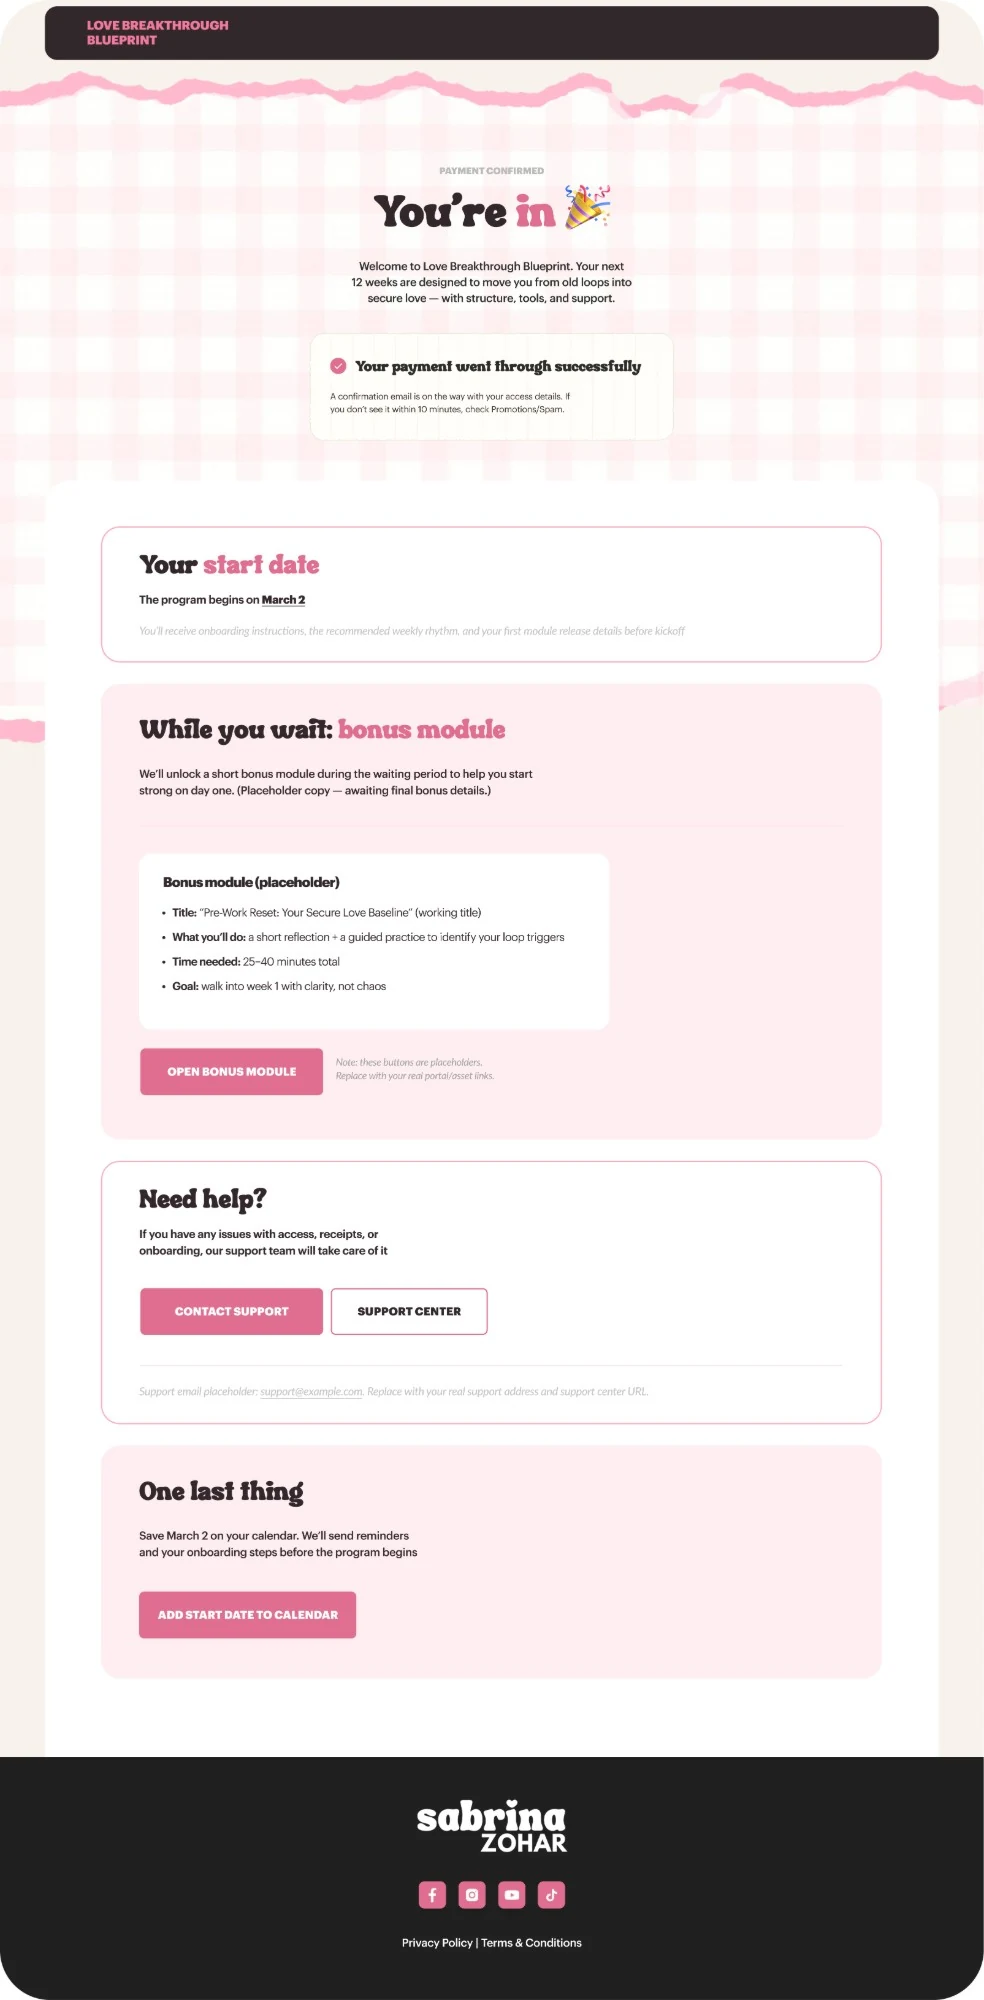 LOVE BREAKTHROUGH
BLUEPRINT
PAYMENT CONFIRMED
You're in
Welcome to Love Breakthrough Blueprint. Your next
12 weeks are designed to move you from old loops into
secure love — with structure, tools, and support.
Your payment went through successfully
A confirmation email is on the way with your access details. If
you don't see it within 10 minutes, check Promotions/Spam.
Your start date
The program begins on March 2
You'll receive onboarding instructions, the recommended weekly rhythm, and your first module release details before kickoff
While you wait: bonus module
We'll unlock a short bonus module during the waiting period to help you start
strong on day one. (Placeholder copy — awaiting final bonus details.)
Bonus module (placeholder)
• Title: “Pre-Work Reset: Your Secure Love Baseline” (working title)
• What you'll do: a short reflection + a guided practice to identify your loop triggers
• Time needed: 25–40 minutes total
• Goal: walk into week 1 with clarity, not chaos
OPEN BONUS MODULE
Note: these buttons are placeholders.
Replace with your real portal/asset links.
Need help?
If you have any issues with access, receipts, or
onboarding, our support team will take care of it
CONTACT SUPPORT
SUPPORT CENTER
Support email placeholder: support@example.com. Replace with your real support address and support center URL.
One last thing
Save March 2 on your calendar. We'll send reminders
and your onboarding steps before the program begins
ADD START DATE TO CALENDAR
sabrina
ZOHAR
Privacy Policy | Terms & Conditions